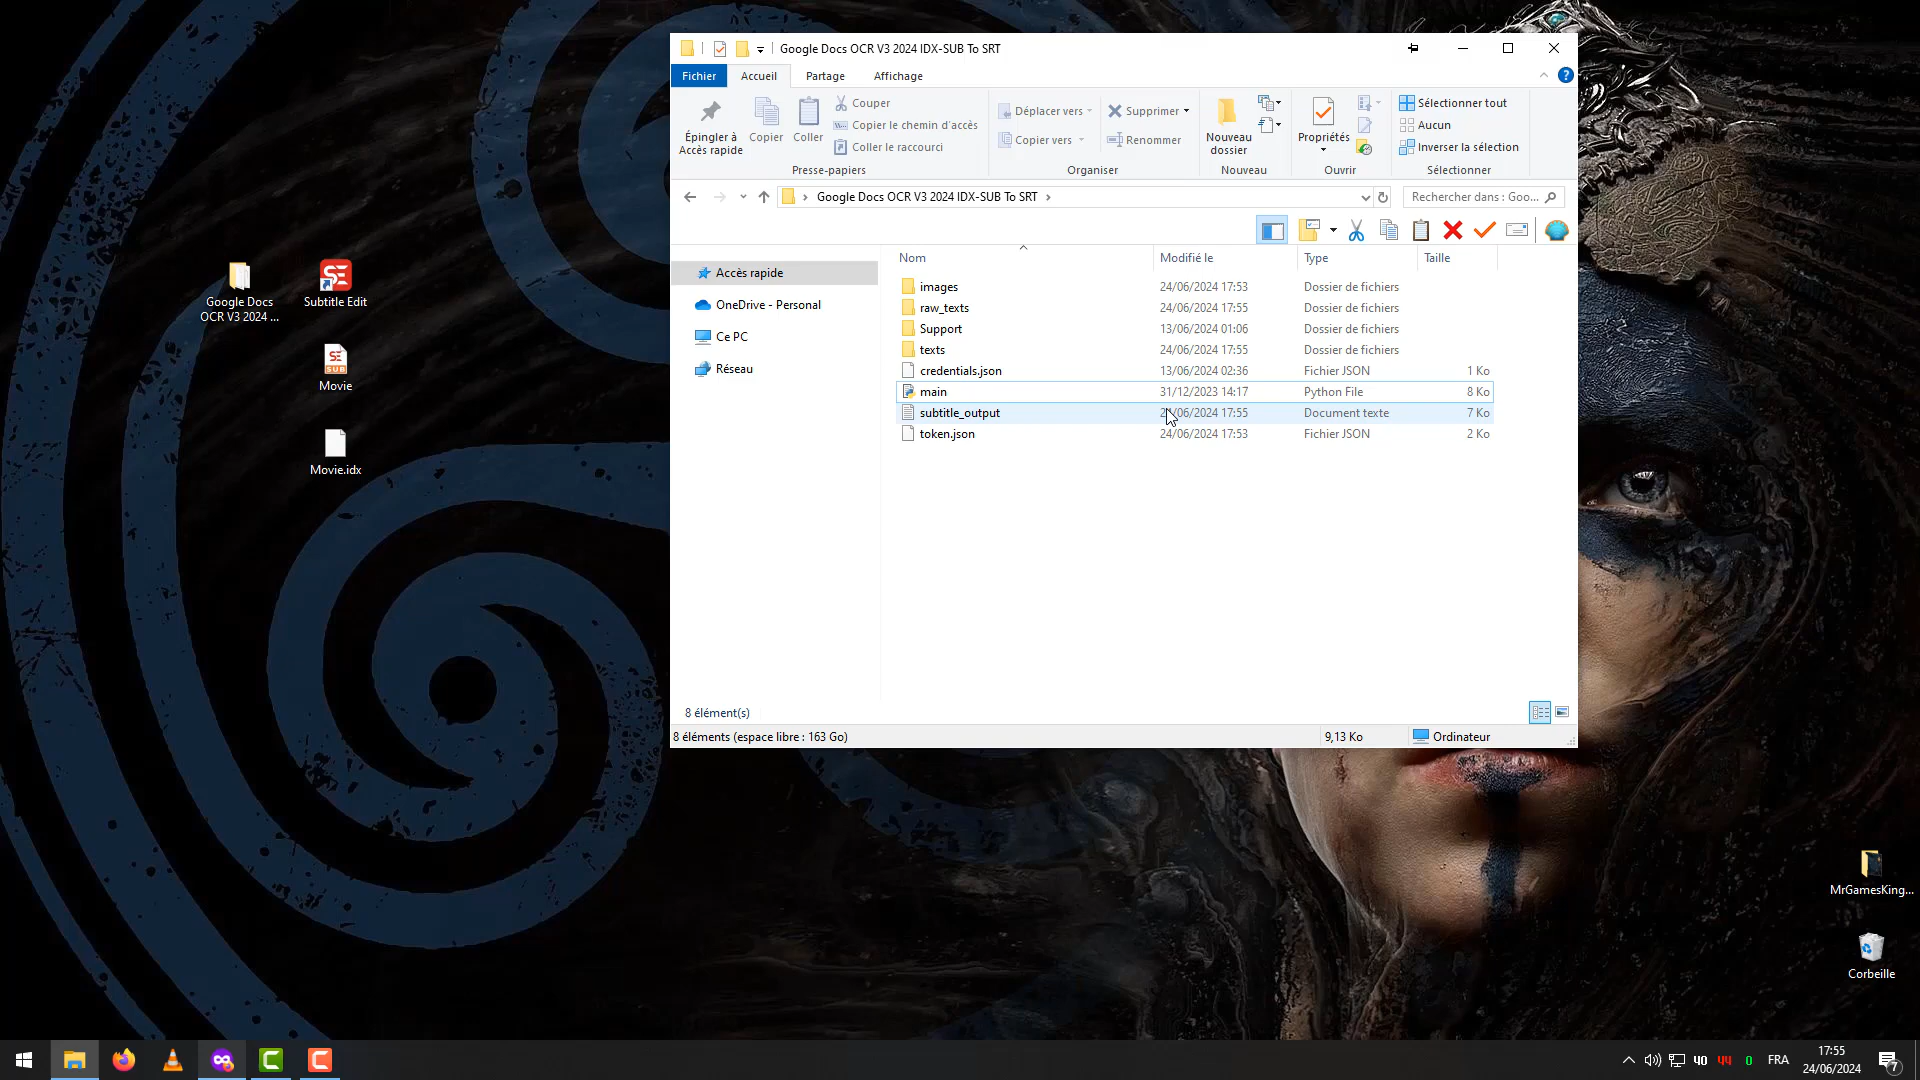 Google Docs OCR V3 2024 IDX-SUB To SRT
Fichier
Accueil
Partage
Affichage
Épingler à
Accès rapide
Copier
Coller
Couper
Copier le chemin d'accès
Coller le raccourci
Presse-papiers
Déplacer vers
Copier vers
Supprimer
Renommer
Organiser
Nouveau
dossier
Nouveau
Propriétés
Ouvrir
Sélectionner tout
Aucun
Inverser la sélection
Sélectionner
Google Docs OCR V3 2024 IDX-SUB To SRT
Rechercher dans : Goo...
Accès rapide
OneDrive - Personal
Ce PC
Réseau
Nom Modifié le Type Taille
images 24/06/2024 17:53 Dossier de fichiers
raw_texts 24/06/2024 17:55 Dossier de fichiers
Support 13/06/2024 01:06 Dossier de fichiers
texts 24/06/2024 17:55 Dossier de fichiers
credentials.json 13/06/2024 02:36 Fichier JSON 1 Ko
main 31/12/2023 14:17 Python File 8 Ko
subtitle_output 24/06/2024 17:55 Document texte 7 Ko
token.json 24/06/2024 17:53 Fichier JSON 2 Ko
8 élément(s)
8 éléments (espace libre : 163 Go) 9,13 Ko Ordinateur
Google Docs
OCR V3 2024 ...
SE
Subtitle Edit
SE
SUB
Movie
Movie.idx
MrGamesKing...
Corbeille
40 44 0 FRA
17:55
24/06/2024
7